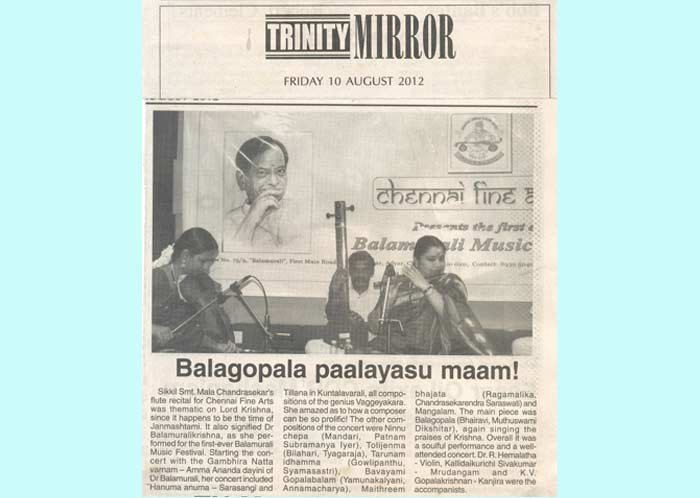 TRINITY MIRROR
FRIDAY 10 AUGUST 2012
chennai fine a
Presents the first e
Balamurali Music
"Balamurali", First Main Road
Balagopala paalayasu maam!
Sikkil Smt. Mala Chandrasekar's
flute recital for Chennai Fine Arts
was thematic on Lord Krishna,
since it happens to be the time of
Janmashtami. It also signified Dr
Balamuralikrishna, as she per-
formed for the first-ever Balamurali
Music Festival. Starting the con-
cert with the Gambhira Natta
varnam – Amma Ananda dayini of
Dr Balamurali, her concert included
"Hanuma anuma – Sarasangi and
Tillana in Kuntalavarali, all compo-
sitions of the genius Vaggeyakara.
She amazed as to how a composer
can be so prolific! The other com-
positions of the concert were Ninnu
chepa (Mandari, Patnam
Subramanya Iyer), Tolijenma
(Bilahari, Tyagaraja), Tarunam
idhamma (Gowlipanthu,
Syamasastri), Bavayami
Gopalabalam (Yamunakalyani,
Annamacharya), Maithreem
bhajata (Ragamalika,
Chandrasekarendra Saraswati) and
Mangalam. The main piece was
Balagopala (Bhairavi, Muthuswami
Dikshitar), again singing the
praises of Krishna. Overall it was
a soulful performance and a well-
attended concert. Dr. R. Hemalatha
- Violin, Kallidaikurichi Sivakumar
- Mrudangam and K.V.
Gopalakrishnan - Kanjira were the
accompanists.